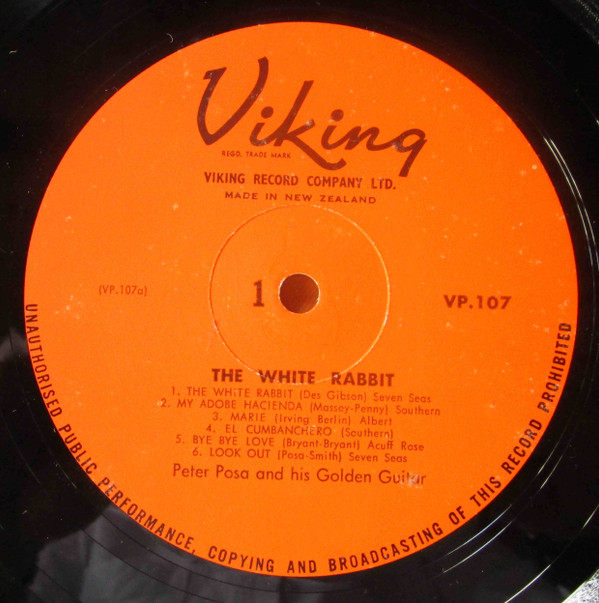 Viking
REGD. TRADE MARK
VIKING RECORD COMPANY LTD.
MADE IN NEW ZEALAND
(VP.107a)
1
VP.107
THE WHITE RABBIT
1. THE WHITE RABBIT (Des Gibson) Seven Seas
2. MY ADOBE HACIENDA (Massey-Penny) Southern
3. MARIE (Irving Berlin) Albert
4. EL CUMBANCHERO (Southern)
5. BYE BYE LOVE (Bryant-Bryant) Acuff Rose
6. LOOK OUT (Posa-Smith) Seven Seas
Peter Posa and his Golden Guitar
UNAUTHORISED PUBLIC PERFORMANCE, COPYING AND BROADCASTING OF THIS RECORD PROHIBITED